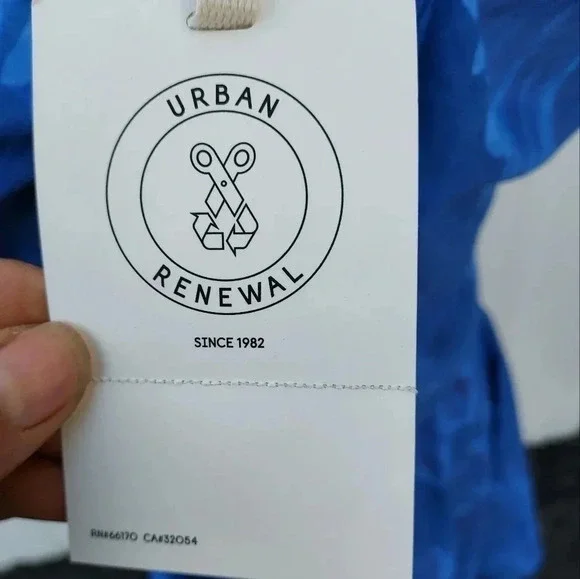 URBAN
RENEWAL
SINCE 1982
RN#66170 CA#32054